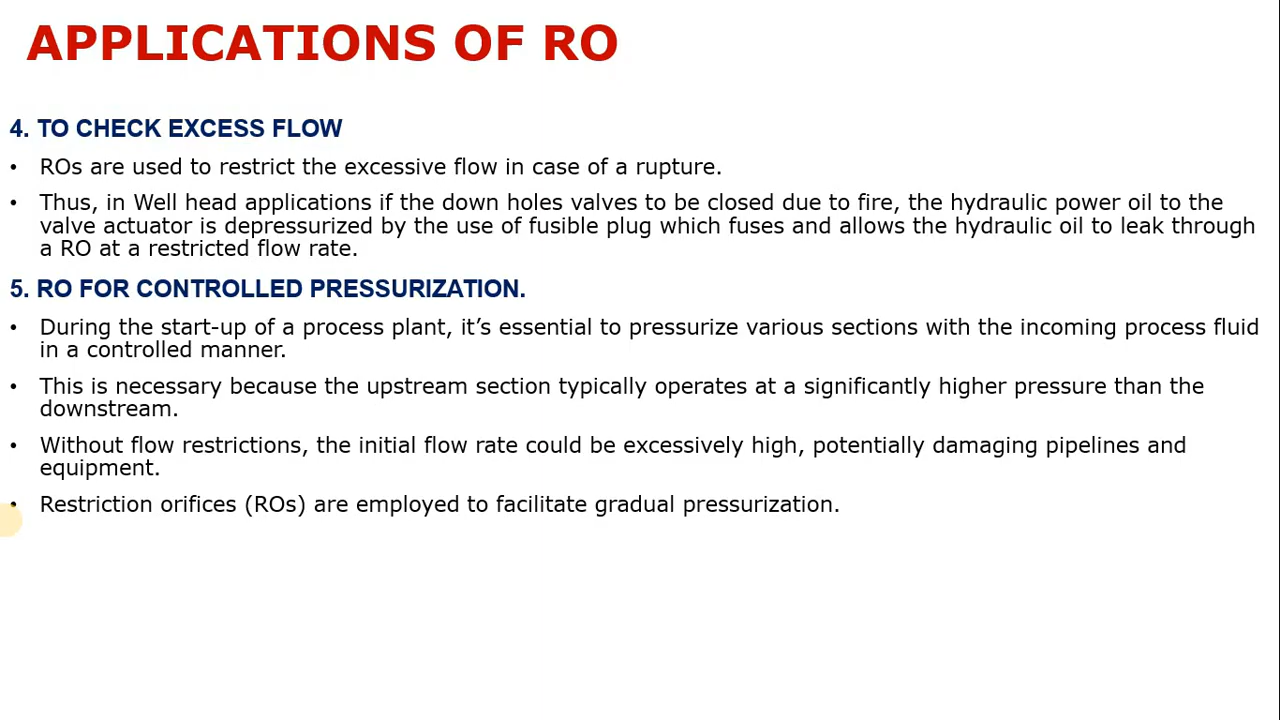 APPLICATIONS OF RO
4. TO CHECK EXCESS FLOW
• ROs are used to restrict the excessive flow in case of a rupture.
• Thus, in Well head applications if the down holes valves to be closed due to fire, the hydraulic power oil to the
valve actuator is depressurized by the use of fusible plug which fuses and allows the hydraulic oil to leak through
a RO at a restricted flow rate.
5. RO FOR CONTROLLED PRESSURIZATION.
• During the start-up of a process plant, it’s essential to pressurize various sections with the incoming process fluid
in a controlled manner.
• This is necessary because the upstream section typically operates at a significantly higher pressure than the
downstream.
• Without flow restrictions, the initial flow rate could be excessively high, potentially damaging pipelines and
equipment.
• Restriction orifices (ROs) are employed to facilitate gradual pressurization.